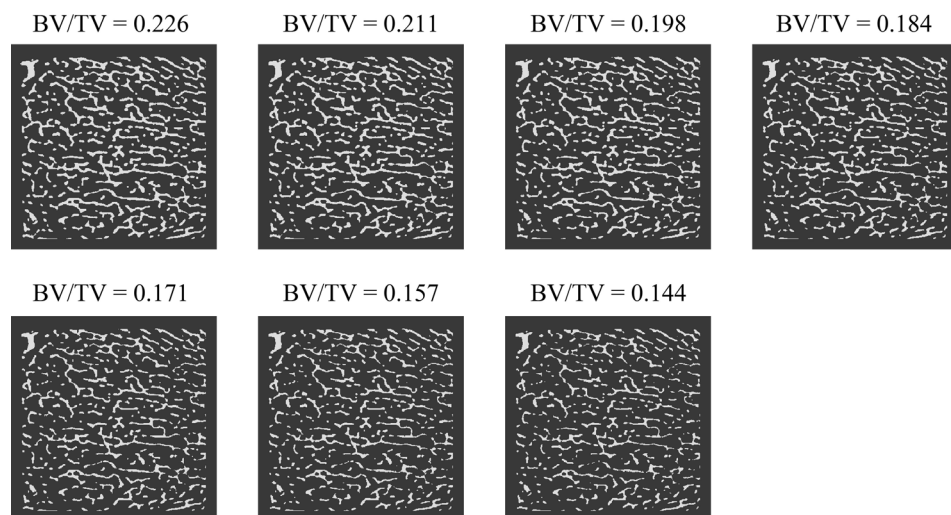 BV/TV = 0.226 BV/TV = 0.211 BV/TV = 0.198 BV/TV = 0.184
BV/TV = 0.171 BV/TV = 0.157 BV/TV = 0.144